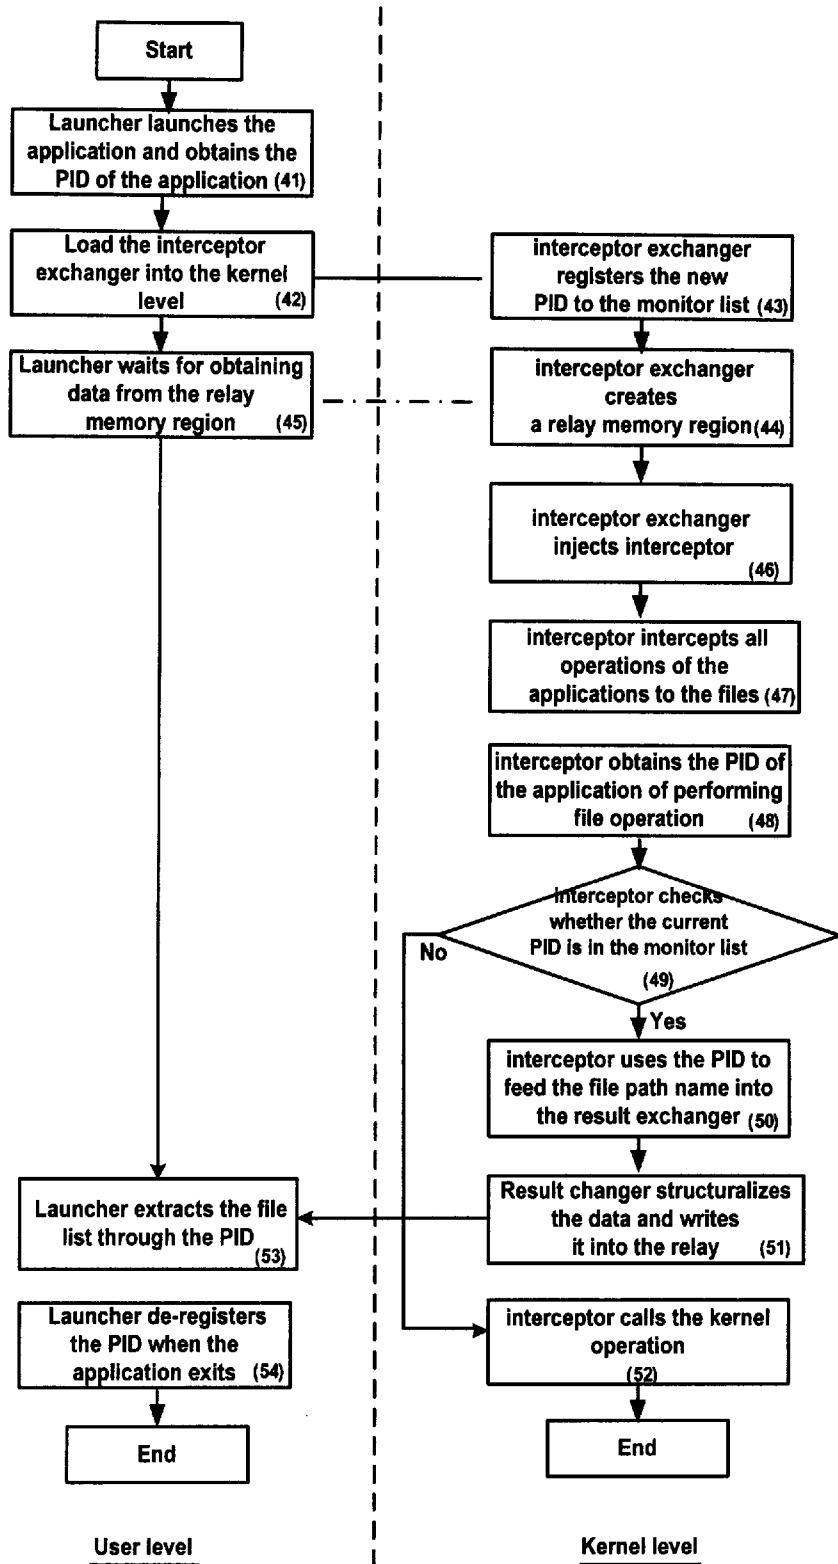 Start
Launcher launches the
application and obtains the
PID of the application (41)
Load the interceptor
exchanger into the kernel
level
(42)
interceptor exchanger
registers the new
PID to the monitor list (43)
Launcher waits for obtaining
data from the relay
memory region (45)
interceptor exchanger
creates
a relay memory region (44)
interceptor exchanger
injects interceptor
(46)
interceptor intercepts all
operations of the
applications to the files (47)
interceptor obtains the PID of
the application of performing
file operation (48)
interceptor checks
whether the current
PID is in the monitor list
(49)
No
Yes
interceptor uses the PID to
feed the file path name into
the result exchanger (50)
Result changer structuralizes
the data and writes
it into the relay (51)
Launcher extracts the file
list through the PID
(53)
Launcher de-registers
the PID when the
application exits (54)
interceptor calls the kernel
operation
(52)
End
End
User level
Kernel level